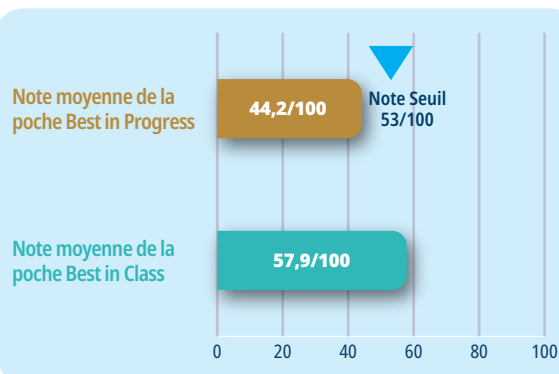 Note moyenne de la
poche Best in Progress
44,2/100
Note Seuil
53/100
Note moyenne de la
poche Best in Class
57,9/100
0 20 40 60 80 100